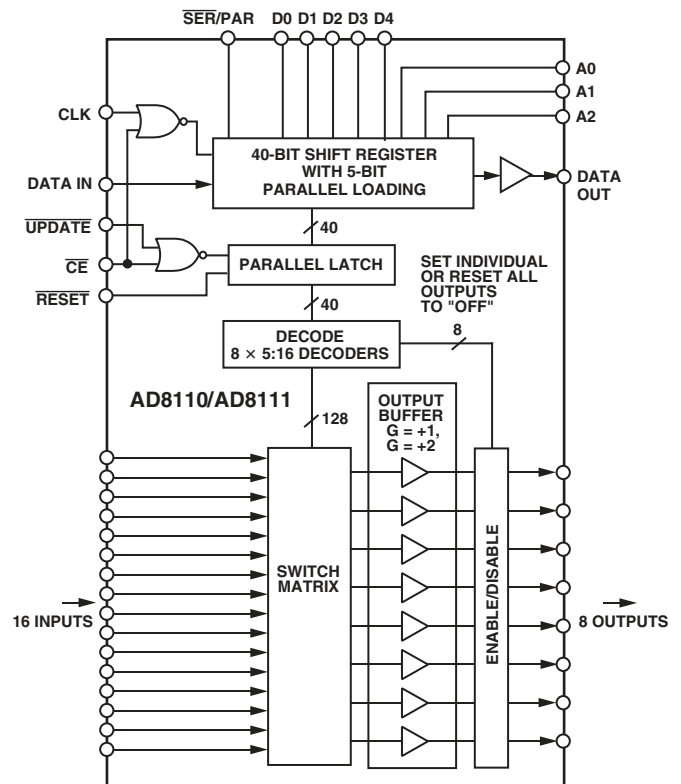 SER/PAR D0 D1 D2 D3 D4
A0
A1
A2
CLK
40-BIT SHIFT REGISTER
WITH 5-BIT
PARALLEL LOADING
DATA IN
DATA
OUT
UPDATE
40
CE
PARALLEL LATCH
SET INDIVIDUAL
OR RESET ALL
OUTPUTS
TO "OFF"
RESET
40
8
DECODE
8 × 5:16 DECODERS
AD8110/AD8111
128
OUTPUT
BUFFER
G = +1,
G = +2
SWITCH
MATRIX
ENABLE/DISABLE
16 INPUTS
8 OUTPUTS